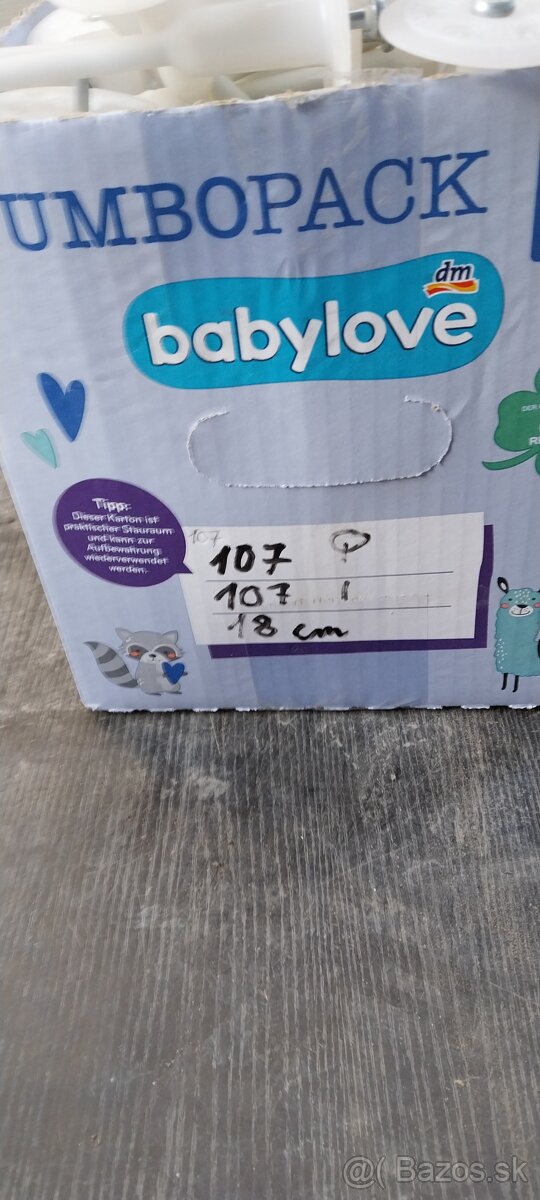 UMBOPACK
dm
babylove
Tipp:
Dieser Karton ist
praktischer Stauraum
und kann zur
Aufbewahrung
wiederverwendet
werden.
107
107
107
18 cm
@( Bazos.sk